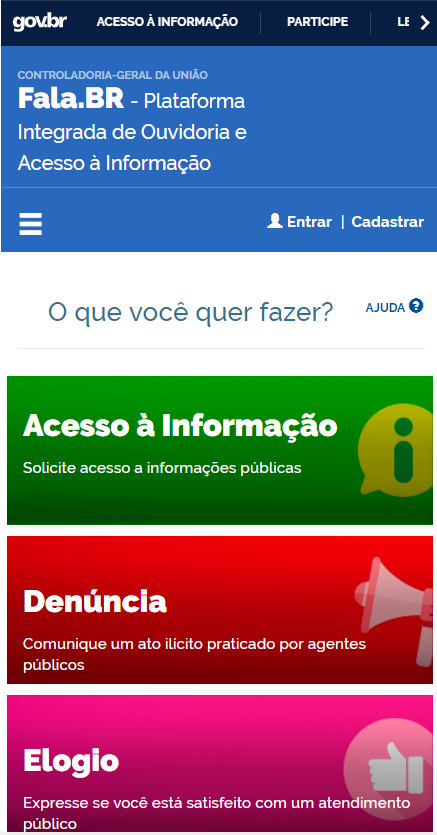 gov.br ACESSO À INFORMAÇÃO PARTICIPE LE
CONTROLADORIA-GERAL DA UNIÃO
Fala.BR - Plataforma
Integrada de Ouvidoria e
Acesso à Informação
Entrar | Cadastrar
O que você quer fazer? AJUDA
Acesso à Informação
Solicite acesso a informações públicas
Denúncia
Comunique um ato ilícito praticado por agentes
públicos
Elogio
Expresse se você está satisfeito com um atendimento
público